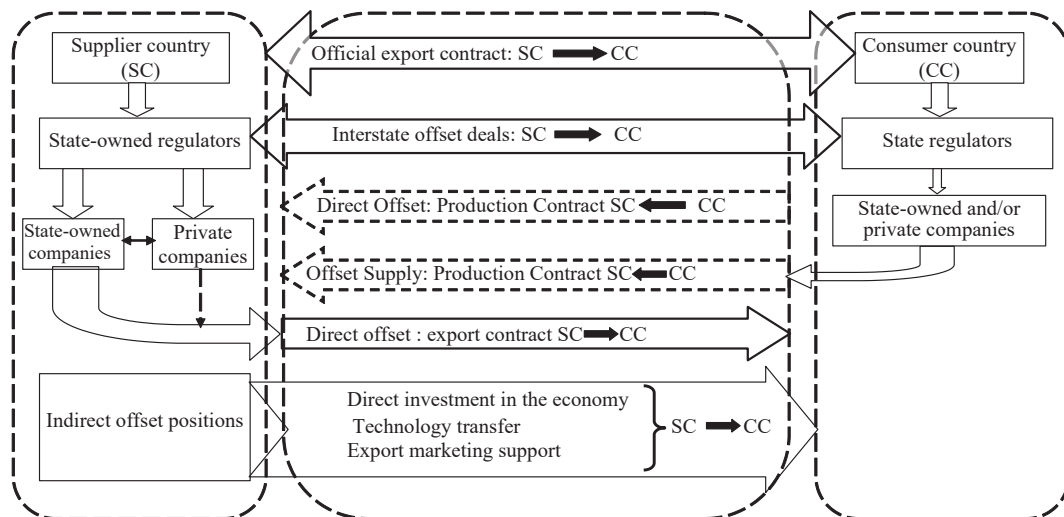 Supplier country
(SC)
Official export contract: SC CC
Consumer country
(CC)
State-owned regulators
Interstate offset deals: SC CC
State regulators
Direct Offset: Production Contract SC CC
State-owned and/or
private companies
State-owned
companies
Private
companies
Offset Supply: Production Contract SC CC
Direct offset : export contract SC CC
Indirect offset positions
Direct investment in the economy
Technology transfer
Export marketing support
SC CC